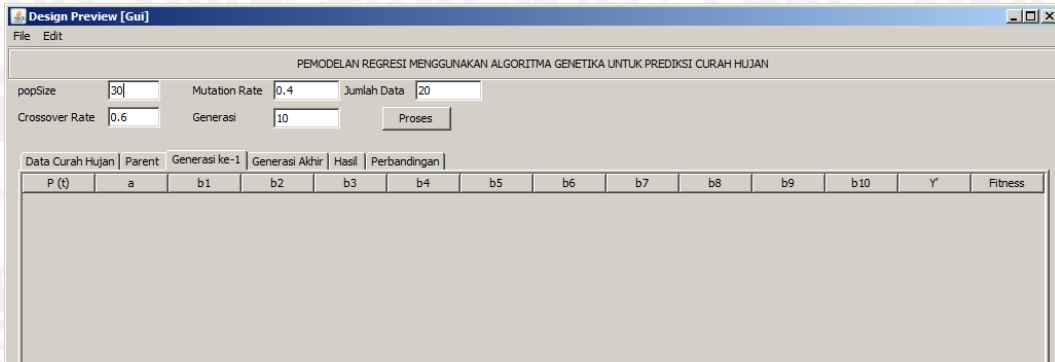 Design Preview [Gui]
File Edit
PEMODELAN REGRESI MENGGUNAKAN ALGORITMA GENETIKA UNTUK PREDIKSI CURAH HUJAN
popSize 30 Mutation Rate 0.4 Jumlah Data 20
Crossover Rate 0.6 Generasi 10 Proses
Data Curah Hujan Parent Generasi ke-1 Generasi Akhir Hasil Perbandingan
P (t) a b1 b2 b3 b4 b5 b6 b7 b8 b9 b10 Y' Fitness